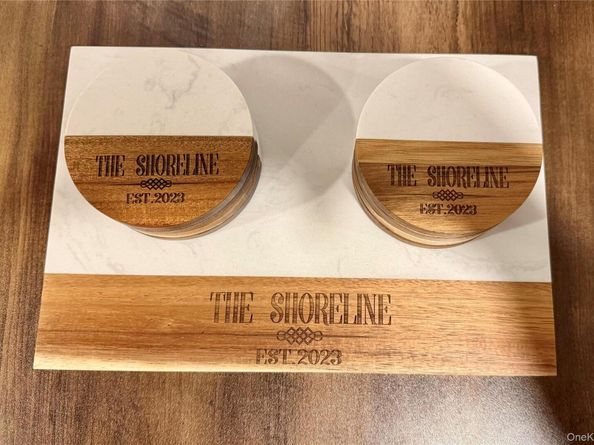 THE SHORELINE
EST.2023
THE SHORELINE
EST.2023
THE SHORELINE
EST.2023
OneK